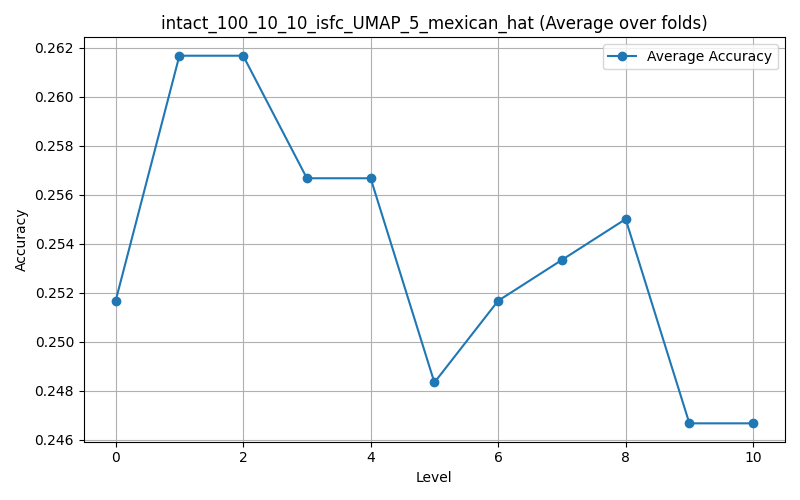 intact_100_10_10_isfc_UMAP_5_mexican_hat (Average over folds)
Average Accuracy
Accuracy
0.262
0.260
0.258
0.256
0.254
0.252
0.250
0.248
0.246
0 2 4 6 8 10
Level